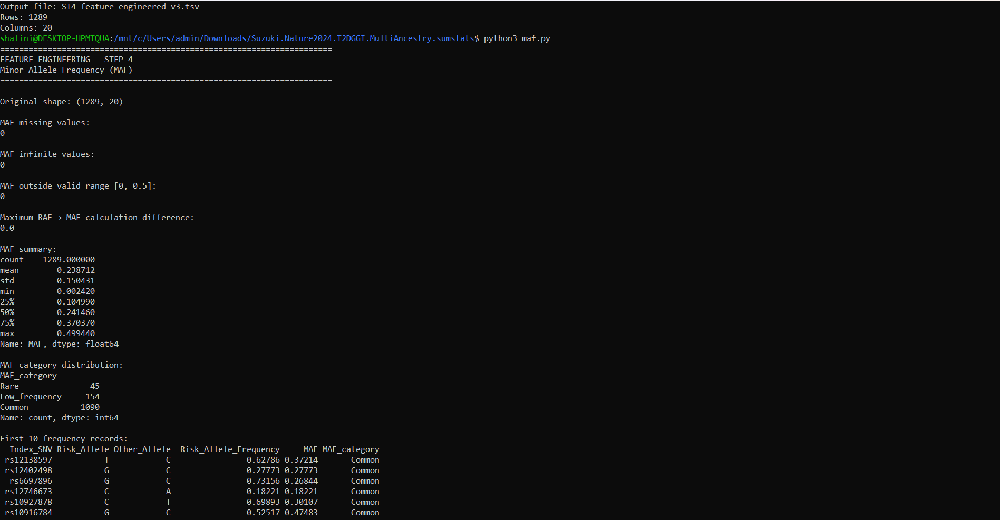 Output file: ST4_feature_engineered_v3.tsv
Rows: 1289
Columns: 20
shalini@DESKTOP-HPMTQUA:/mnt/c/Users/admin/Downloads/Suzuki.Nature2024.T2DGGI.MultiAncestry.sumstats$ python3 maf.py
======================================================================
FEATURE ENGINEERING - STEP 4
Minor Allele Frequency (MAF)
======================================================================

Original shape: (1289, 20)

MAF missing values:
0

MAF infinite values:
0

MAF outside valid range [0, 0.5]:
0

Maximum RAF → MAF calculation difference:
0.0

MAF summary:
count    1289.000000
mean        0.238712
std         0.150431
min         0.002420
25%         0.104990
50%         0.241460
75%         0.370370
max         0.499440
Name: MAF, dtype: float64

MAF category distribution:
MAF_category
Rare               45
Low_frequency     154
Common           1090
Name: count, dtype: int64

First 10 frequency records:
  Index_SNV Risk_Allele Other_Allele  Risk_Allele_Frequency     MAF MAF_category
 rs12138597           T            C                0.62786 0.37214       Common
 rs12402498           G            C                0.27773 0.27773       Common
  rs6697896           G            C                0.73156 0.26844       Common
 rs12746673           C            A                0.18221 0.18221       Common
 rs10927878           C            T                0.69893 0.30107       Common
 rs10916784           G            C                0.52517 0.47483       Common